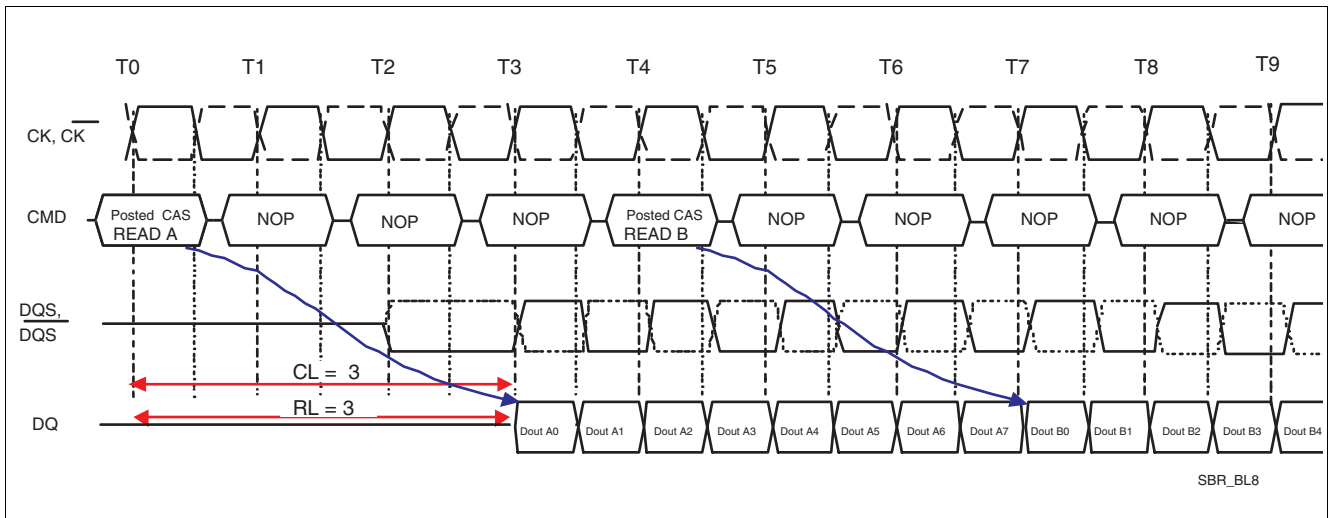 T0 T1 T2 T3 T4 T5 T6 T7 T8 T9
CK, CK
CMD
Posted CAS
READ A
NOP
NOP
NOP
Posted CAS
READ B
NOP
NOP
NOP
NOP
NOP
DQS,
DQS
CL = 3
RL = 3
DQ
Dout A0 Dout A1 Dout A2 Dout A3 Dout A4 Dout A5 Dout A6 Dout A7 Dout B0 Dout B1 Dout B2 Dout B3 Dout B4
SBR_BL8